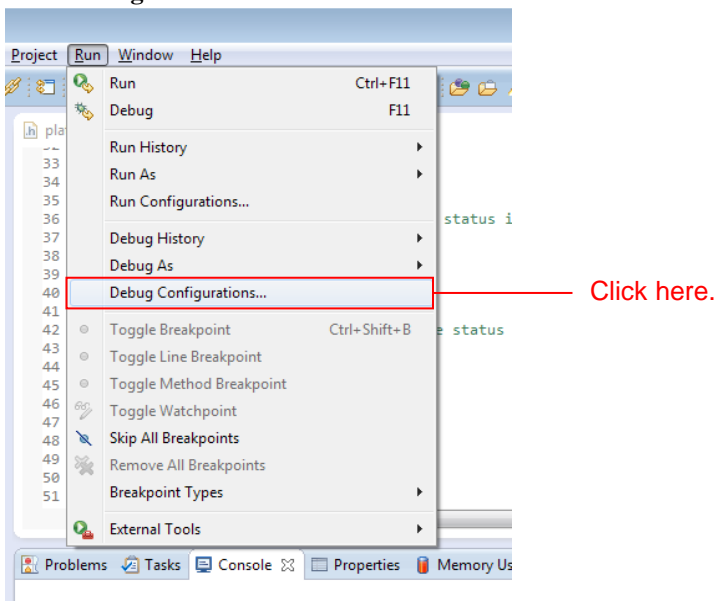 Project Run Window Help
Run Ctrl+F11
Debug F11
Run History
Run As
Run Configurations...
Debug History
Debug As
Debug Configurations...
Toggle Breakpoint Ctrl+Shift+B
Toggle Line Breakpoint
Toggle Method Breakpoint
Toggle Watchpoint
Skip All Breakpoints
Remove All Breakpoints
Breakpoint Types
External Tools
.h pla
33
34
35
36 status i
37
38
39
40
41
42 status
43
44
45
46
47
48
49
50
51
Click here.
Problems Tasks Console Properties Memory Us